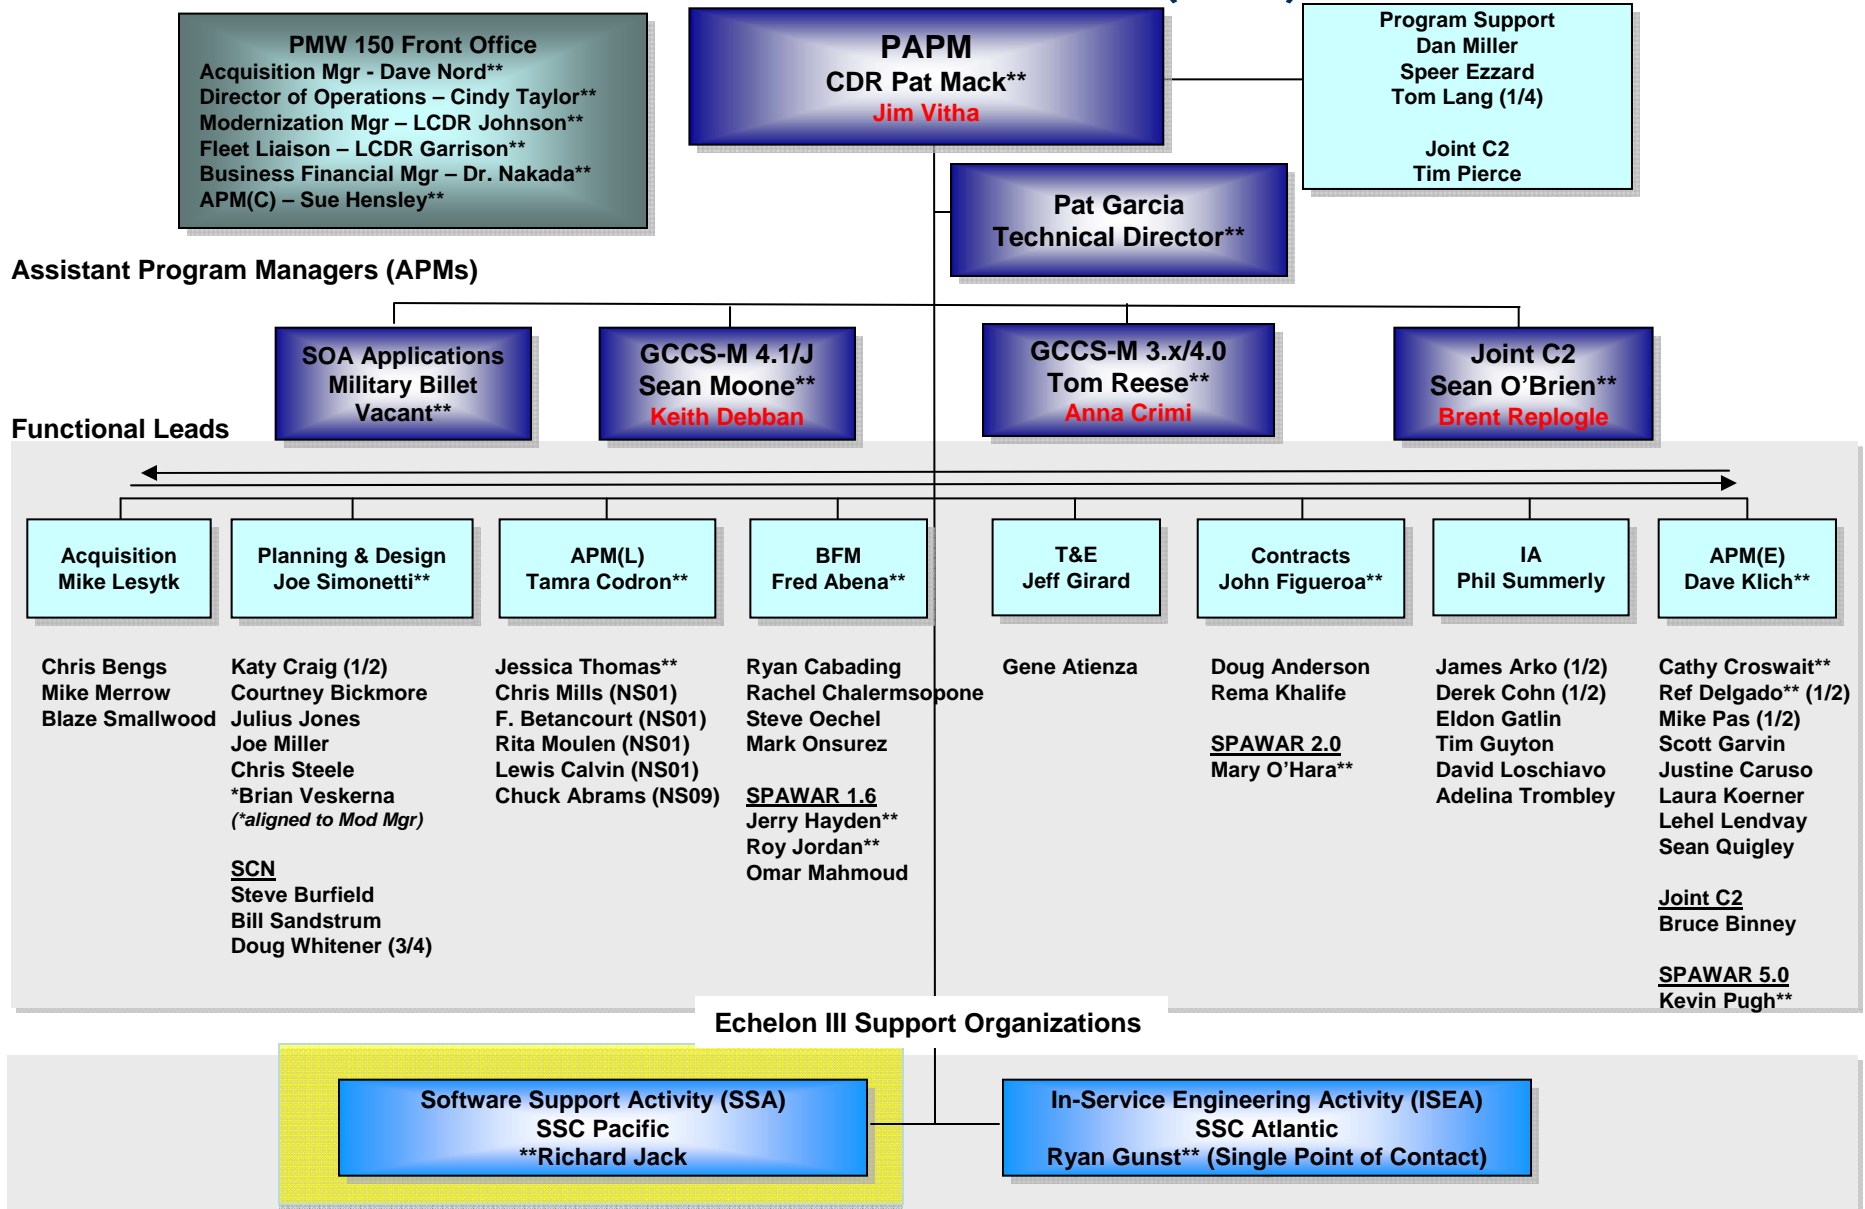 PMW 150 Front Office
Acquisition Mgr - Dave Nord**
Director of Operations – Cindy Taylor**
Modernization Mgr – LCDR Johnson**
Fleet Liaison – LCDR Garrison**
Business Financial Mgr – Dr. Nakada**
APM(C) – Sue Hensley**
PAPM
CDR Pat Mack**
Jim Vitha
Program Support
Dan Miller
Speer Ezzard
Tom Lang (1/4)
Joint C2
Tim Pierce
Pat Garcia
Technical Director**
Assistant Program Managers (APMs)
SOA Applications
Military Billet
Vacant**
GCCS-M 4.1/J
Sean Moone**
Keith Debban
GCCS-M 3.x/4.0
Tom Reese**
Anna Crimi
Joint C2
Sean O’Brien**
Brent Replogle
Functional Leads
Acquisition
Mike Lesytk
Planning & Design
Joe Simonetti**
APM(L)
Tamra Codron**
BFM
Fred Abena**
T&E
Jeff Girard
Contracts
John Figueroa**
IA
Phil Summerly
APM(E)
Dave Klich**
Chris Bengs
Mike Merrow
Blaze Smallwood
Katy Craig (1/2)
Courtney Bickmore
Julius Jones
Joe Miller
Chris Steele
*Brian Veskerna
(*aligned to Mod Mgr)
SCN
Steve Burfield
Bill Sandstrum
Doug Whitener (3/4)
Jessica Thomas**
Chris Mills (NS01)
F. Betancourt (NS01)
Rita Moulen (NS01)
Lewis Calvin (NS01)
Chuck Abrams (NS09)
Ryan Cabading
Rachel Chalermsopone
Steve Oechel
Mark Onsurez
SPAWAR 1.6
Jerry Hayden**
Roy Jordan**
Omar Mahmoud
Gene Atienza
Doug Anderson
Rema Khalife
SPAWAR 2.0
Mary O’Hara**
James Arko (1/2)
Derek Cohn (1/2)
Eldon Gatlin
Tim Guyton
David Loschiavo
Adelina Trombley
Cathy Croswait**
Ref Delgado** (1/2)
Mike Pas (1/2)
Scott Garvin
Justine Caruso
Laura Koerner
Lehel Lendvay
Sean Quigley
Joint C2
Bruce Binney
SPAWAR 5.0
Kevin Pugh**
Echelon III Support Organizations
Software Support Activity (SSA)
SSC Pacific
**Richard Jack
In-Service Engineering Activity (ISEA)
SSC Atlantic
Ryan Gunst** (Single Point of Contact)